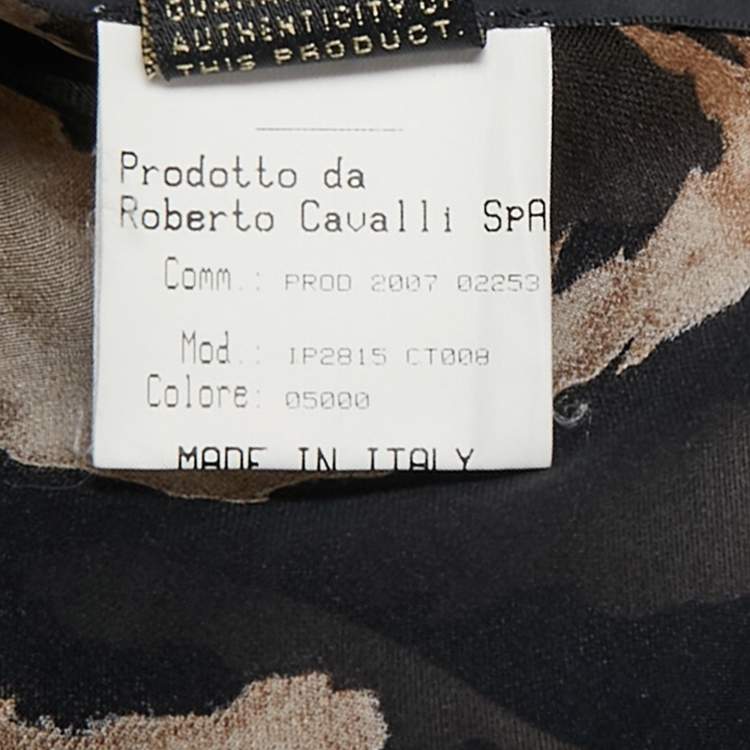 AUTHENTICITY OF
THIS PRODUCT.
Prodotto da
Roberto Cavalli SpA
Comm.: PROD 2007 02253
Mod.: IP2815 CT008
Colore: 05000
MADE IN ITALY